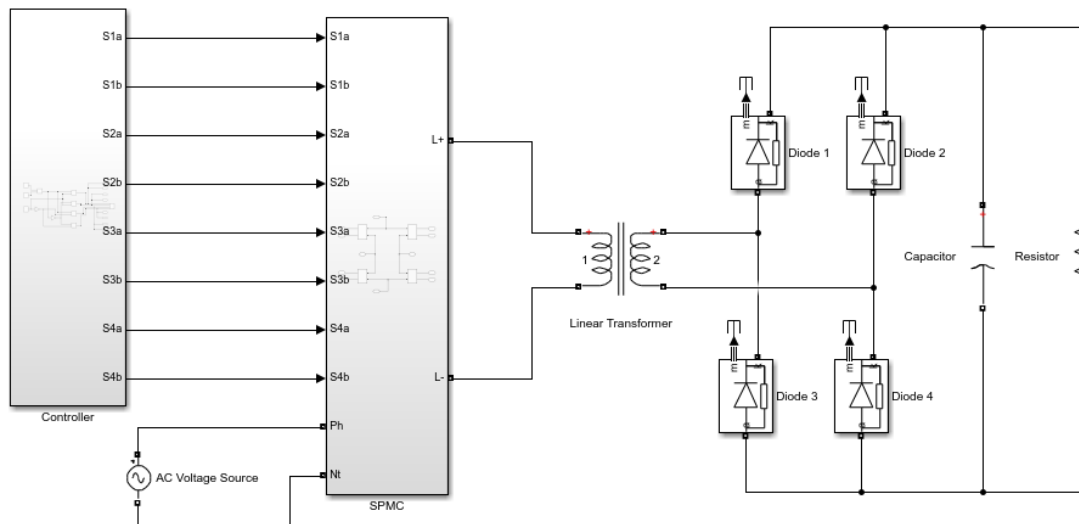 S1a
S1b
S2a
S2b
S3a
S3b
S4a
S4b
Controller
AC Voltage Source
S1a
S1b
S2a
S2b
S3a
S3b
S4a
S4b
Ph
Nt
L+
L-
SPMC
1
2
Linear Transformer
m
Diode 1
m
Diode 2
m
Diode 3
m
Diode 4
Capacitor
Resistor